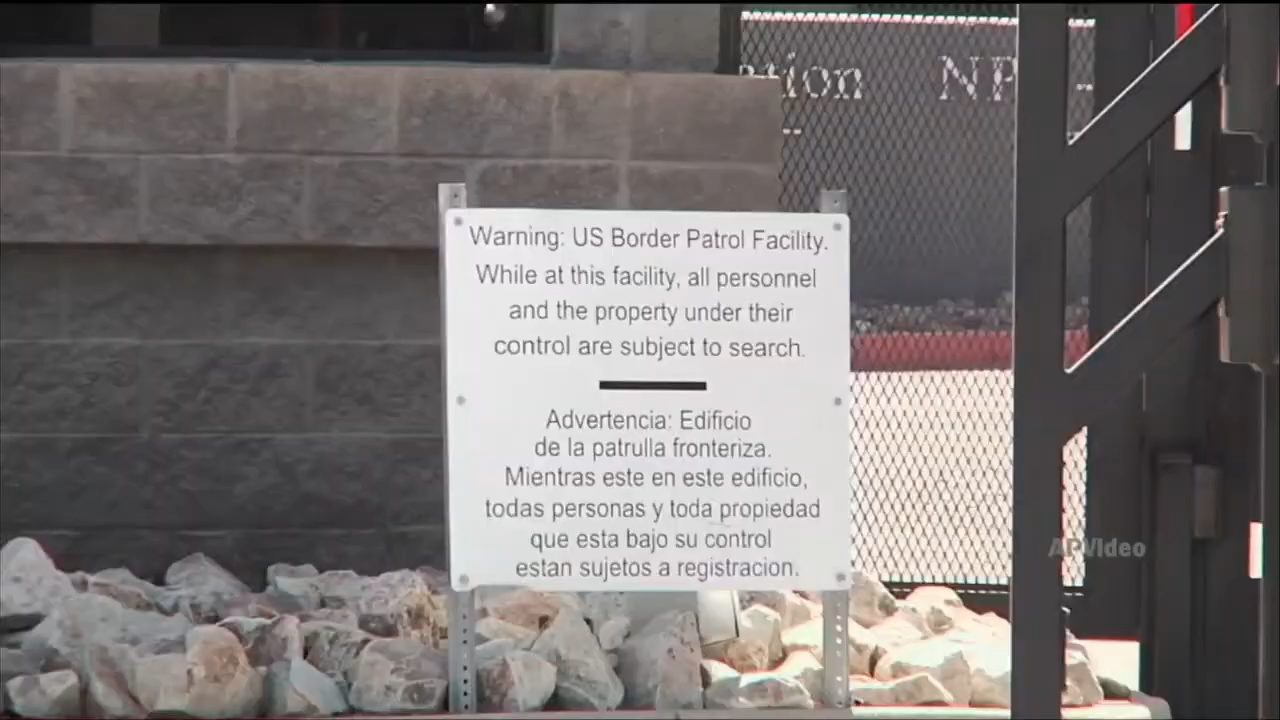 Warning: US Border Patrol Facility.
While at this facility, all personnel
and the property under their
control are subject to search.
Advertencia: Edificio
de la patrulla fronteriza.
Mientras este en este edificio,
todas personas y toda propiedad
que esta bajo su control
estan sujetos a registracion.
AP Video